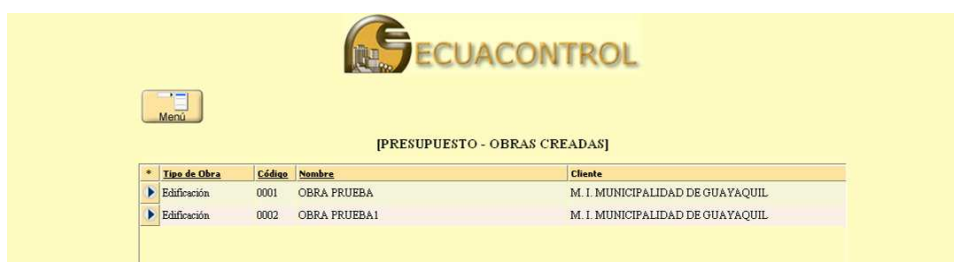 ECUACONTROL
Menú
[PRESUPUESTO - OBRAS CREADAS]
* Tipo de Obra Código Nombre Cliente
Edificación 0001 OBRA PRUEBA M. I. MUNICIPALIDAD DE GUAYAQUIL
Edificación 0002 OBRA PRUEBA1 M. I. MUNICIPALIDAD DE GUAYAQUIL